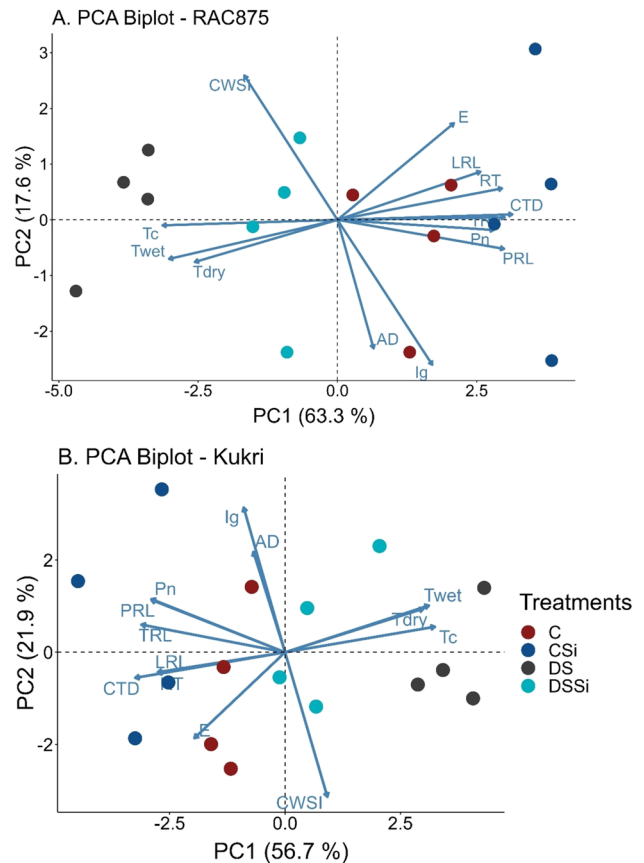 A. PCA Biplot - RAC875
3
CWSI
2
E
LRL
1
RT
CTD
PC2 (17.6 %)
0
Tc
Pn
Twet
PRL
Tdry
-1
AD
-2
Ig
-5.0 -2.5 0.0 2.5
PC1 (63.3 %)
B. PCA Biplot - Kukri
Ig
AD
2
Pn
Twet
PRL
Tdry
TRL
Tc
PC2 (21.9 %)
0
CTD
E
-2
CWSI
-2.5 0.0 2.5
PC1 (56.7 %)
Treatments
C
CSi
DS
DSSi